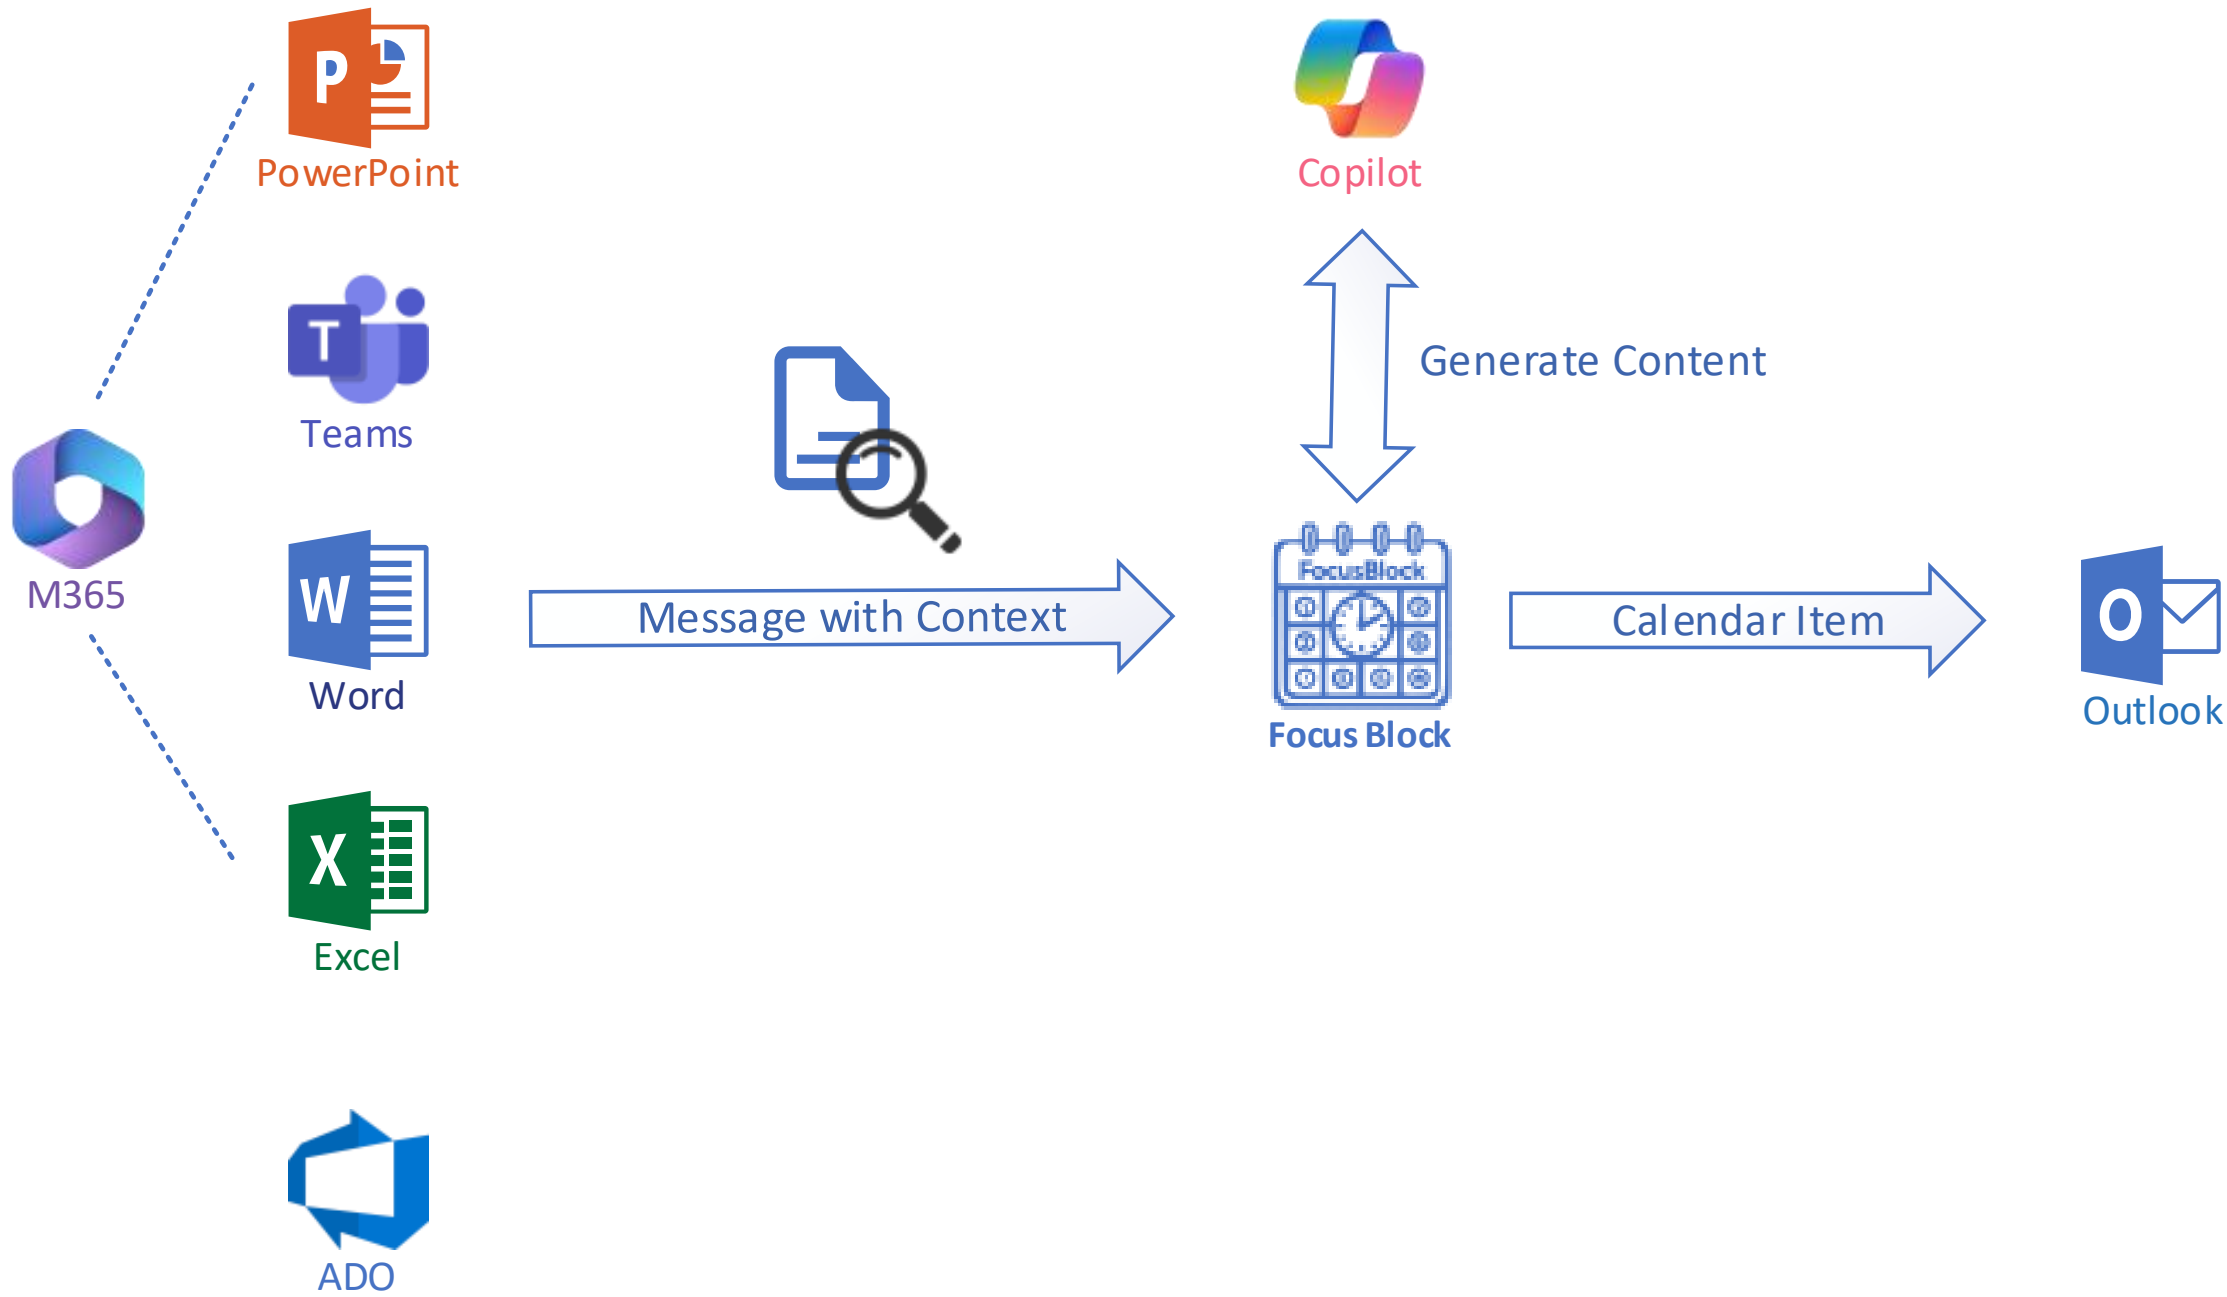 P
PowerPoint
Copilot
T
Teams
Generate Content
M365
W
Word
Message with Context
FocusBlock
Focus Block
Calendar Item
O
Outlook
X
Excel
ADO